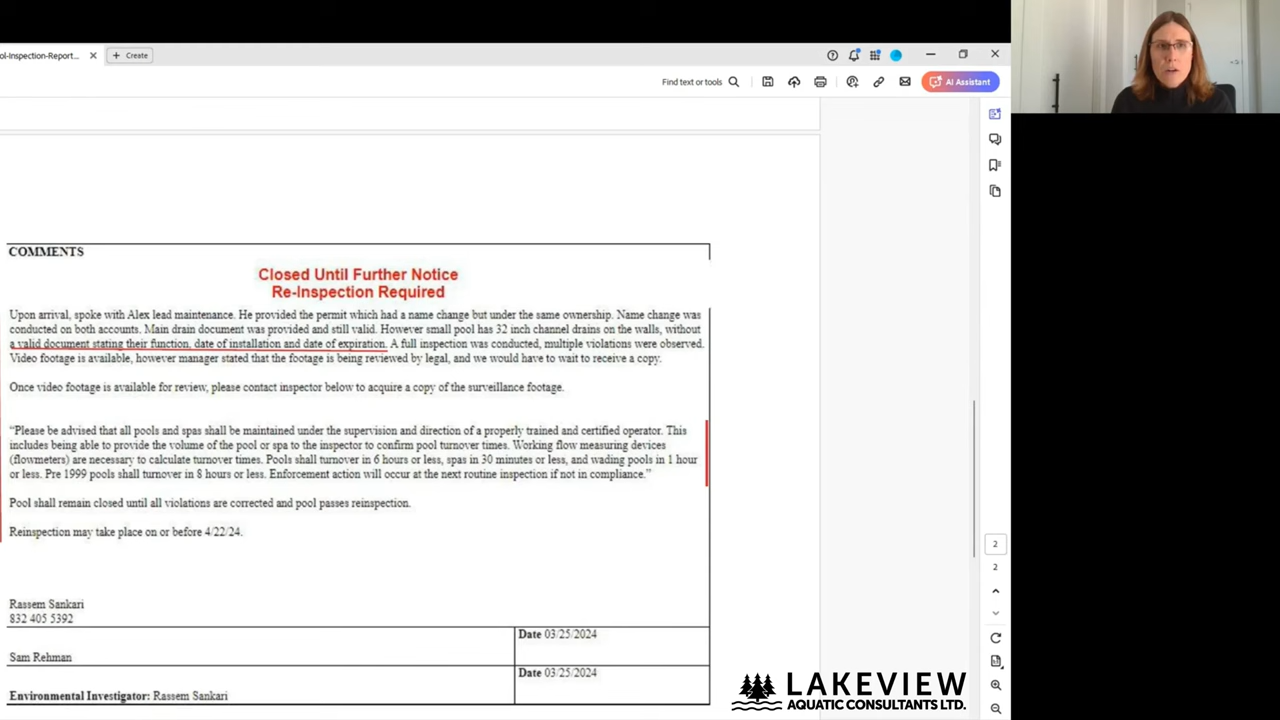 ol-Inspection-Report...
Create
Find text or tools
AI Assistant
COMMENTS
Closed Until Further Notice
Re-Inspection Required
Upon arrival, spoke with Alex lead maintenance. He provided the permit which had a name change but under the same ownership. Name change was
conducted on both accounts. Main drain document was provided and still valid. However small pool has 32 inch channel drains on the walls, without
a valid document stating their function, date of installation and date of expiration. A full inspection was conducted, multiple violations were observed.
Video footage is available, however manager stated that the footage is being reviewed by legal, and we would have to wait to receive a copy.
Once video footage is available for review, please contact inspector below to acquire a copy of the surveillance footage.
“Please be advised that all pools and spas shall be maintained under the supervision and direction of a properly trained and certified operator. This
includes being able to provide the volume of the pool or spa to the inspector to confirm pool turnover times. Working flow measuring devices
(flowmeters) are necessary to calculate turnover times. Pools shall turnover in 6 hours or less, spas in 30 minutes or less, and wading pools in 1 hour
or less. Pre 1999 pools shall turnover in 8 hours or less. Enforcement action will occur at the next routine inspection if not in compliance.”
Pool shall remain closed until all violations are corrected and pool passes reinspection.
Reinspection may take place on or before 4/22/24.
2
2
Rassem Sankari
832 405 5392
Date 03/25/2024
Sam Rehman
Date 03/25/2024
Environmental Investigator: Rassem Sankari
LAKEVIEW
AQUATIC CONSULTANTS LTD.